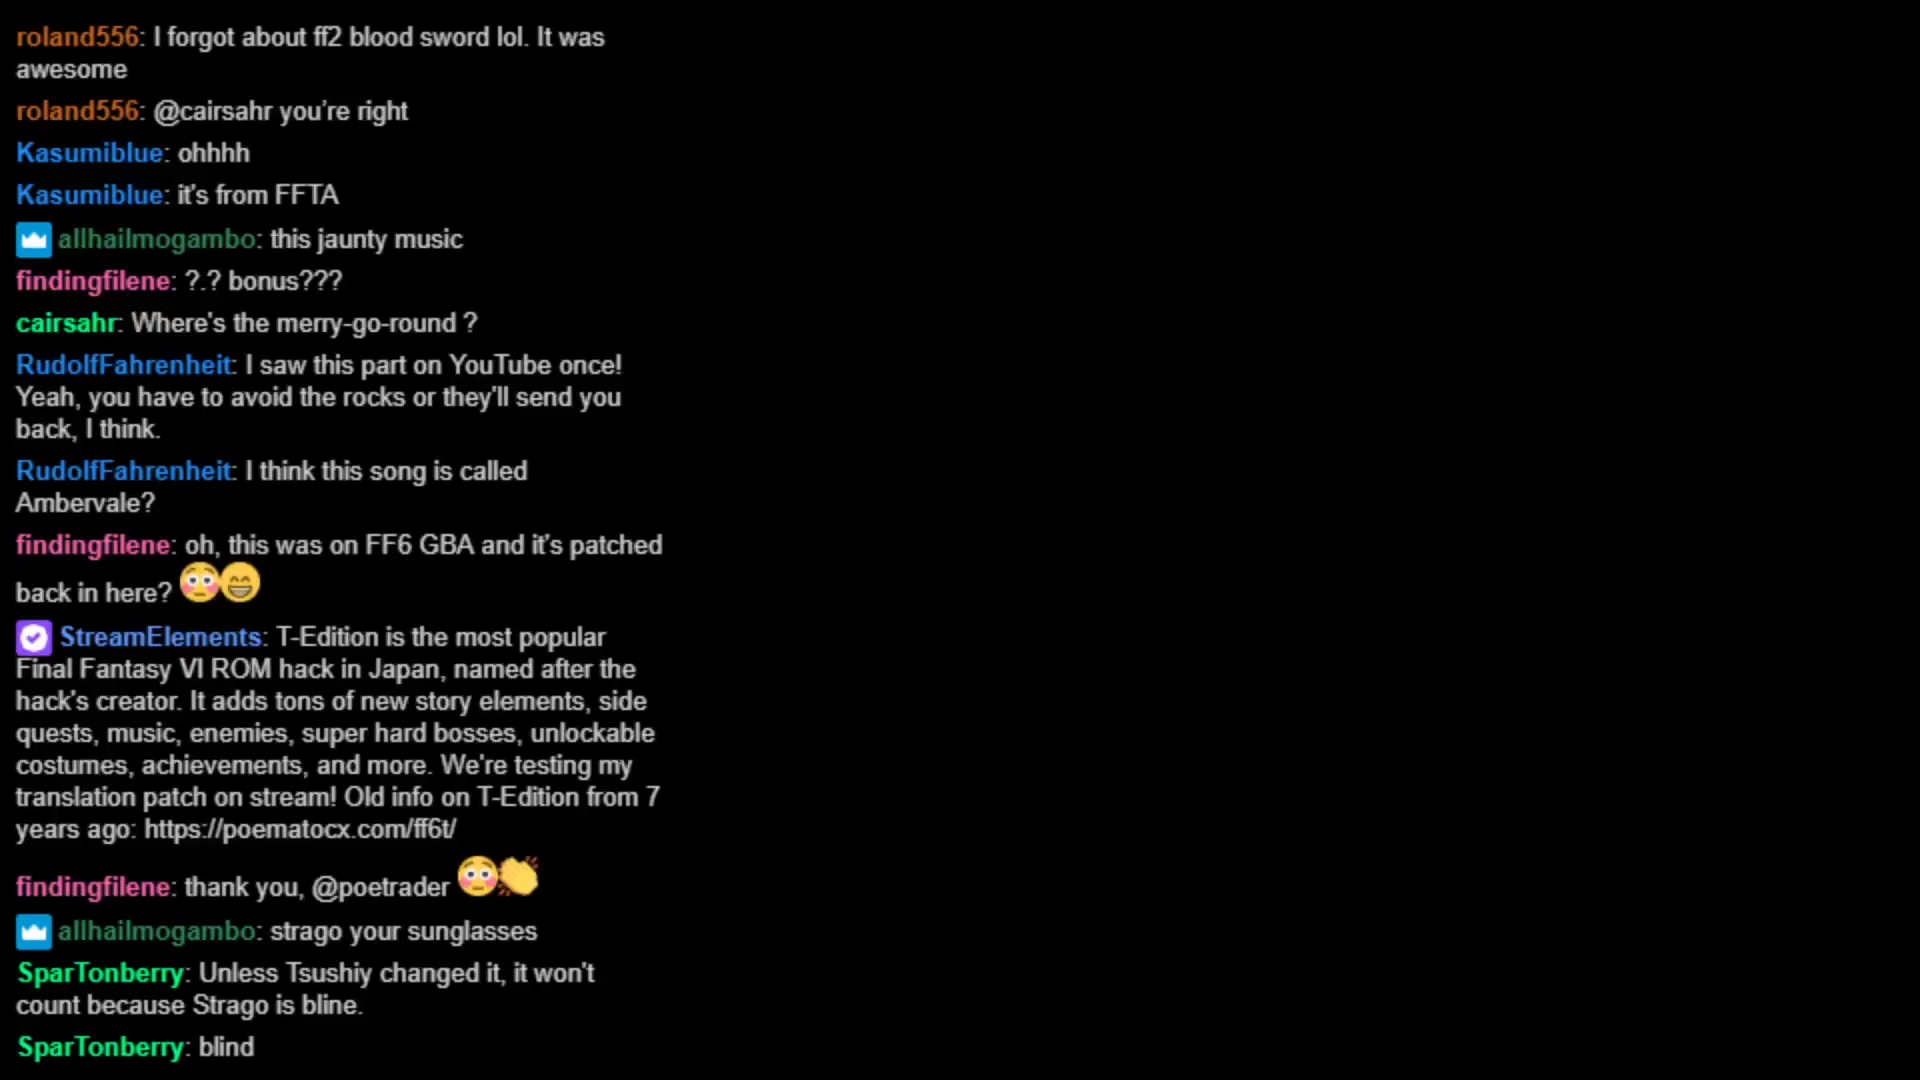 roland556: I forgot about ff2 blood sword lol. It was
awesome
roland556: @cairsahr you're right
Kasumiblue: ohhhh
Kasumiblue: it's from FFTA
allhailmogambo: this jaunty music
findingfilene: ?.? bonus???
cairsahr: Where's the merry-go-round ?
RudolfFahrenheit: I saw this part on YouTube once!
Yeah, you have to avoid the rocks or they'll send you
back, I think.
RudolfFahrenheit: I think this song is called
Ambervale?
findingfilene: oh, this was on FF6 GBA and it's patched
back in here? 😳😁
StreamElements: T-Edition is the most popular
Final Fantasy VI ROM hack in Japan, named after the
hack's creator. It adds tons of new story elements, side
quests, music, enemies, super hard bosses, unlockable
costumes, achievements, and more. We're testing my
translation patch on stream! Old info on T-Edition from 7
years ago: https://poematocx.com/ff6t/
findingfilene: thank you, @poetrader 😳👏
allhailmogambo: strago your sunglasses
SparTonberry: Unless Tsushiy changed it, it won't
count because Strago is bline.
SparTonberry: blind